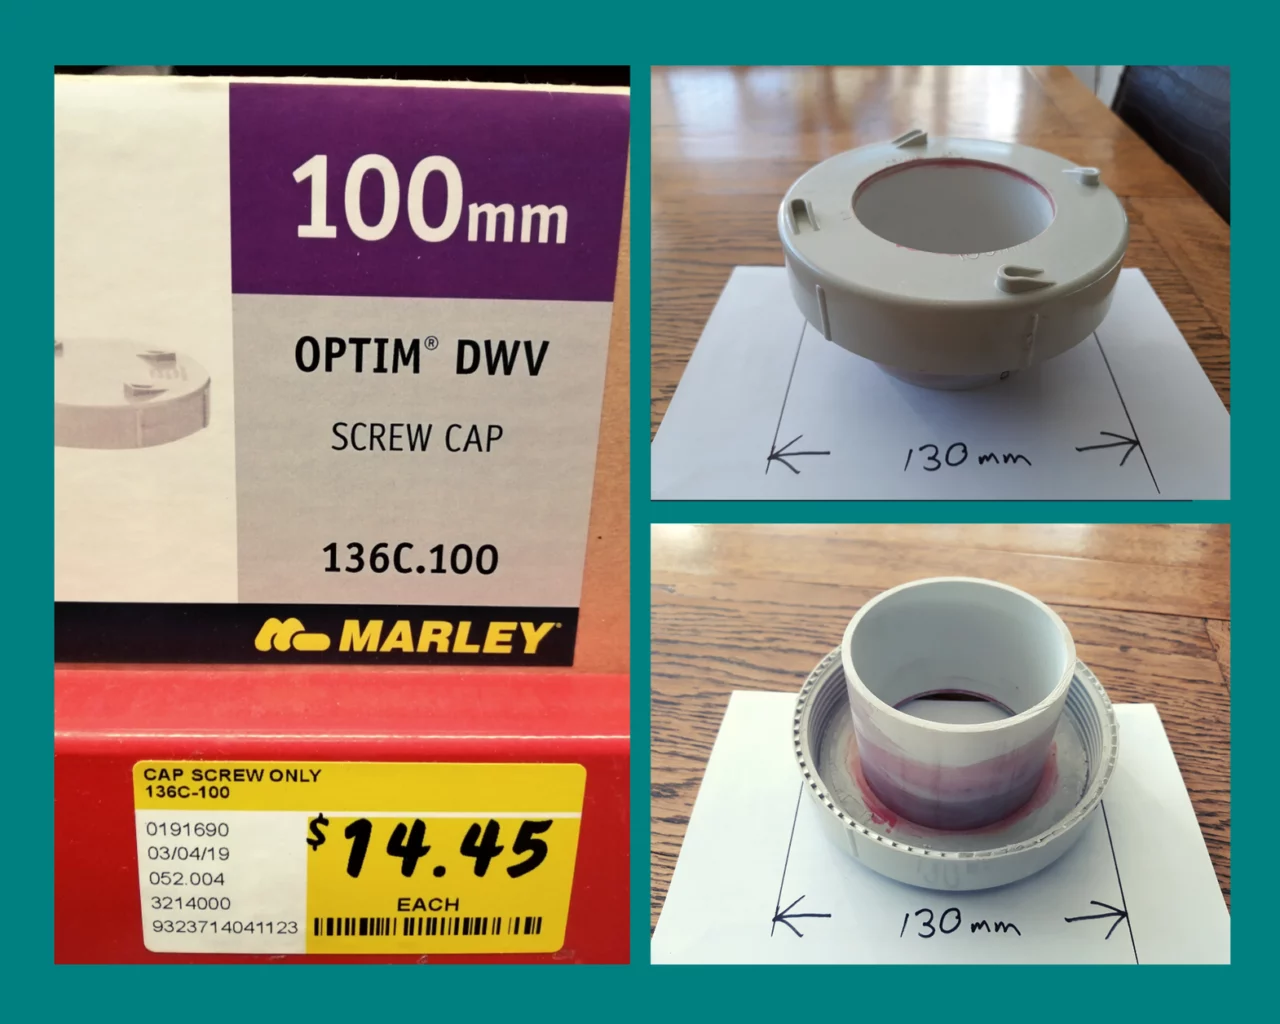 100mm
OPTIM® DWV
SCREW CAP
136C.100
MARLEY
CAP SCREW ONLY
136C-100
0191690
03/04/19
052.004
3214000
9323714041123
$14.45
EACH
130mm
130mm